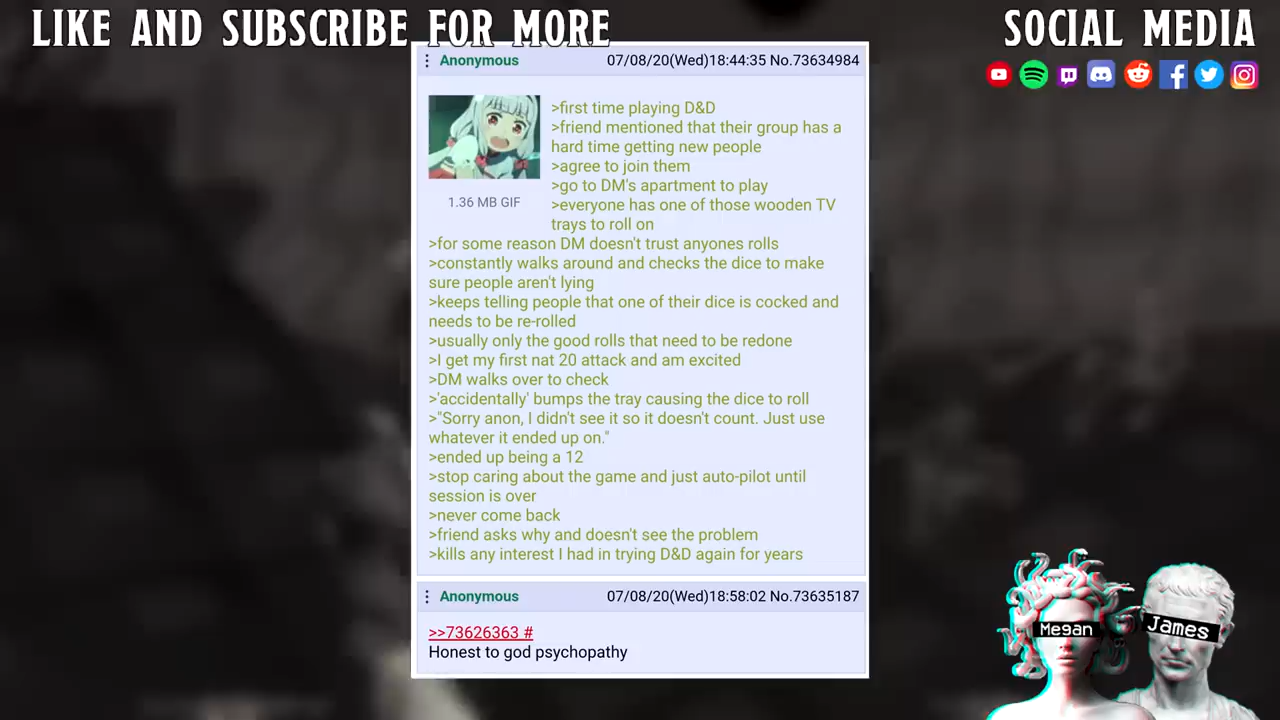 LIKE AND SUBSCRIBE FOR MORE
SOCIAL MEDIA
Anonymous 07/08/20(Wed)18:44:35 No.73634984
>first time playing D&D
>friend mentioned that their group has a
hard time getting new people
>agree to join them
>go to DM's apartment to play
>everyone has one of those wooden TV
trays to roll on
1.36 MB GIF
>for some reason DM doesn't trust anyones rolls
>constantly walks around and checks the dice to make
sure people aren't lying
>keeps telling people that one of their dice is cocked and
needs to be re-rolled
>usually only the good rolls that need to be redone
>I get my first nat 20 attack and am excited
>DM walks over to check
>'accidentally' bumps the tray causing the dice to roll
>"Sorry anon, I didn't see it so it doesn't count. Just use
whatever it ended up on."
>ended up being a 12
>stop caring about the game and just auto-pilot until
session is over
>never come back
>friend asks why and doesn't see the problem
>kills any interest I had in trying D&D again for years
Anonymous 07/08/20(Wed)18:58:02 No.73635187
>>73626363 #
Honest to god psychopathy
Megan
James